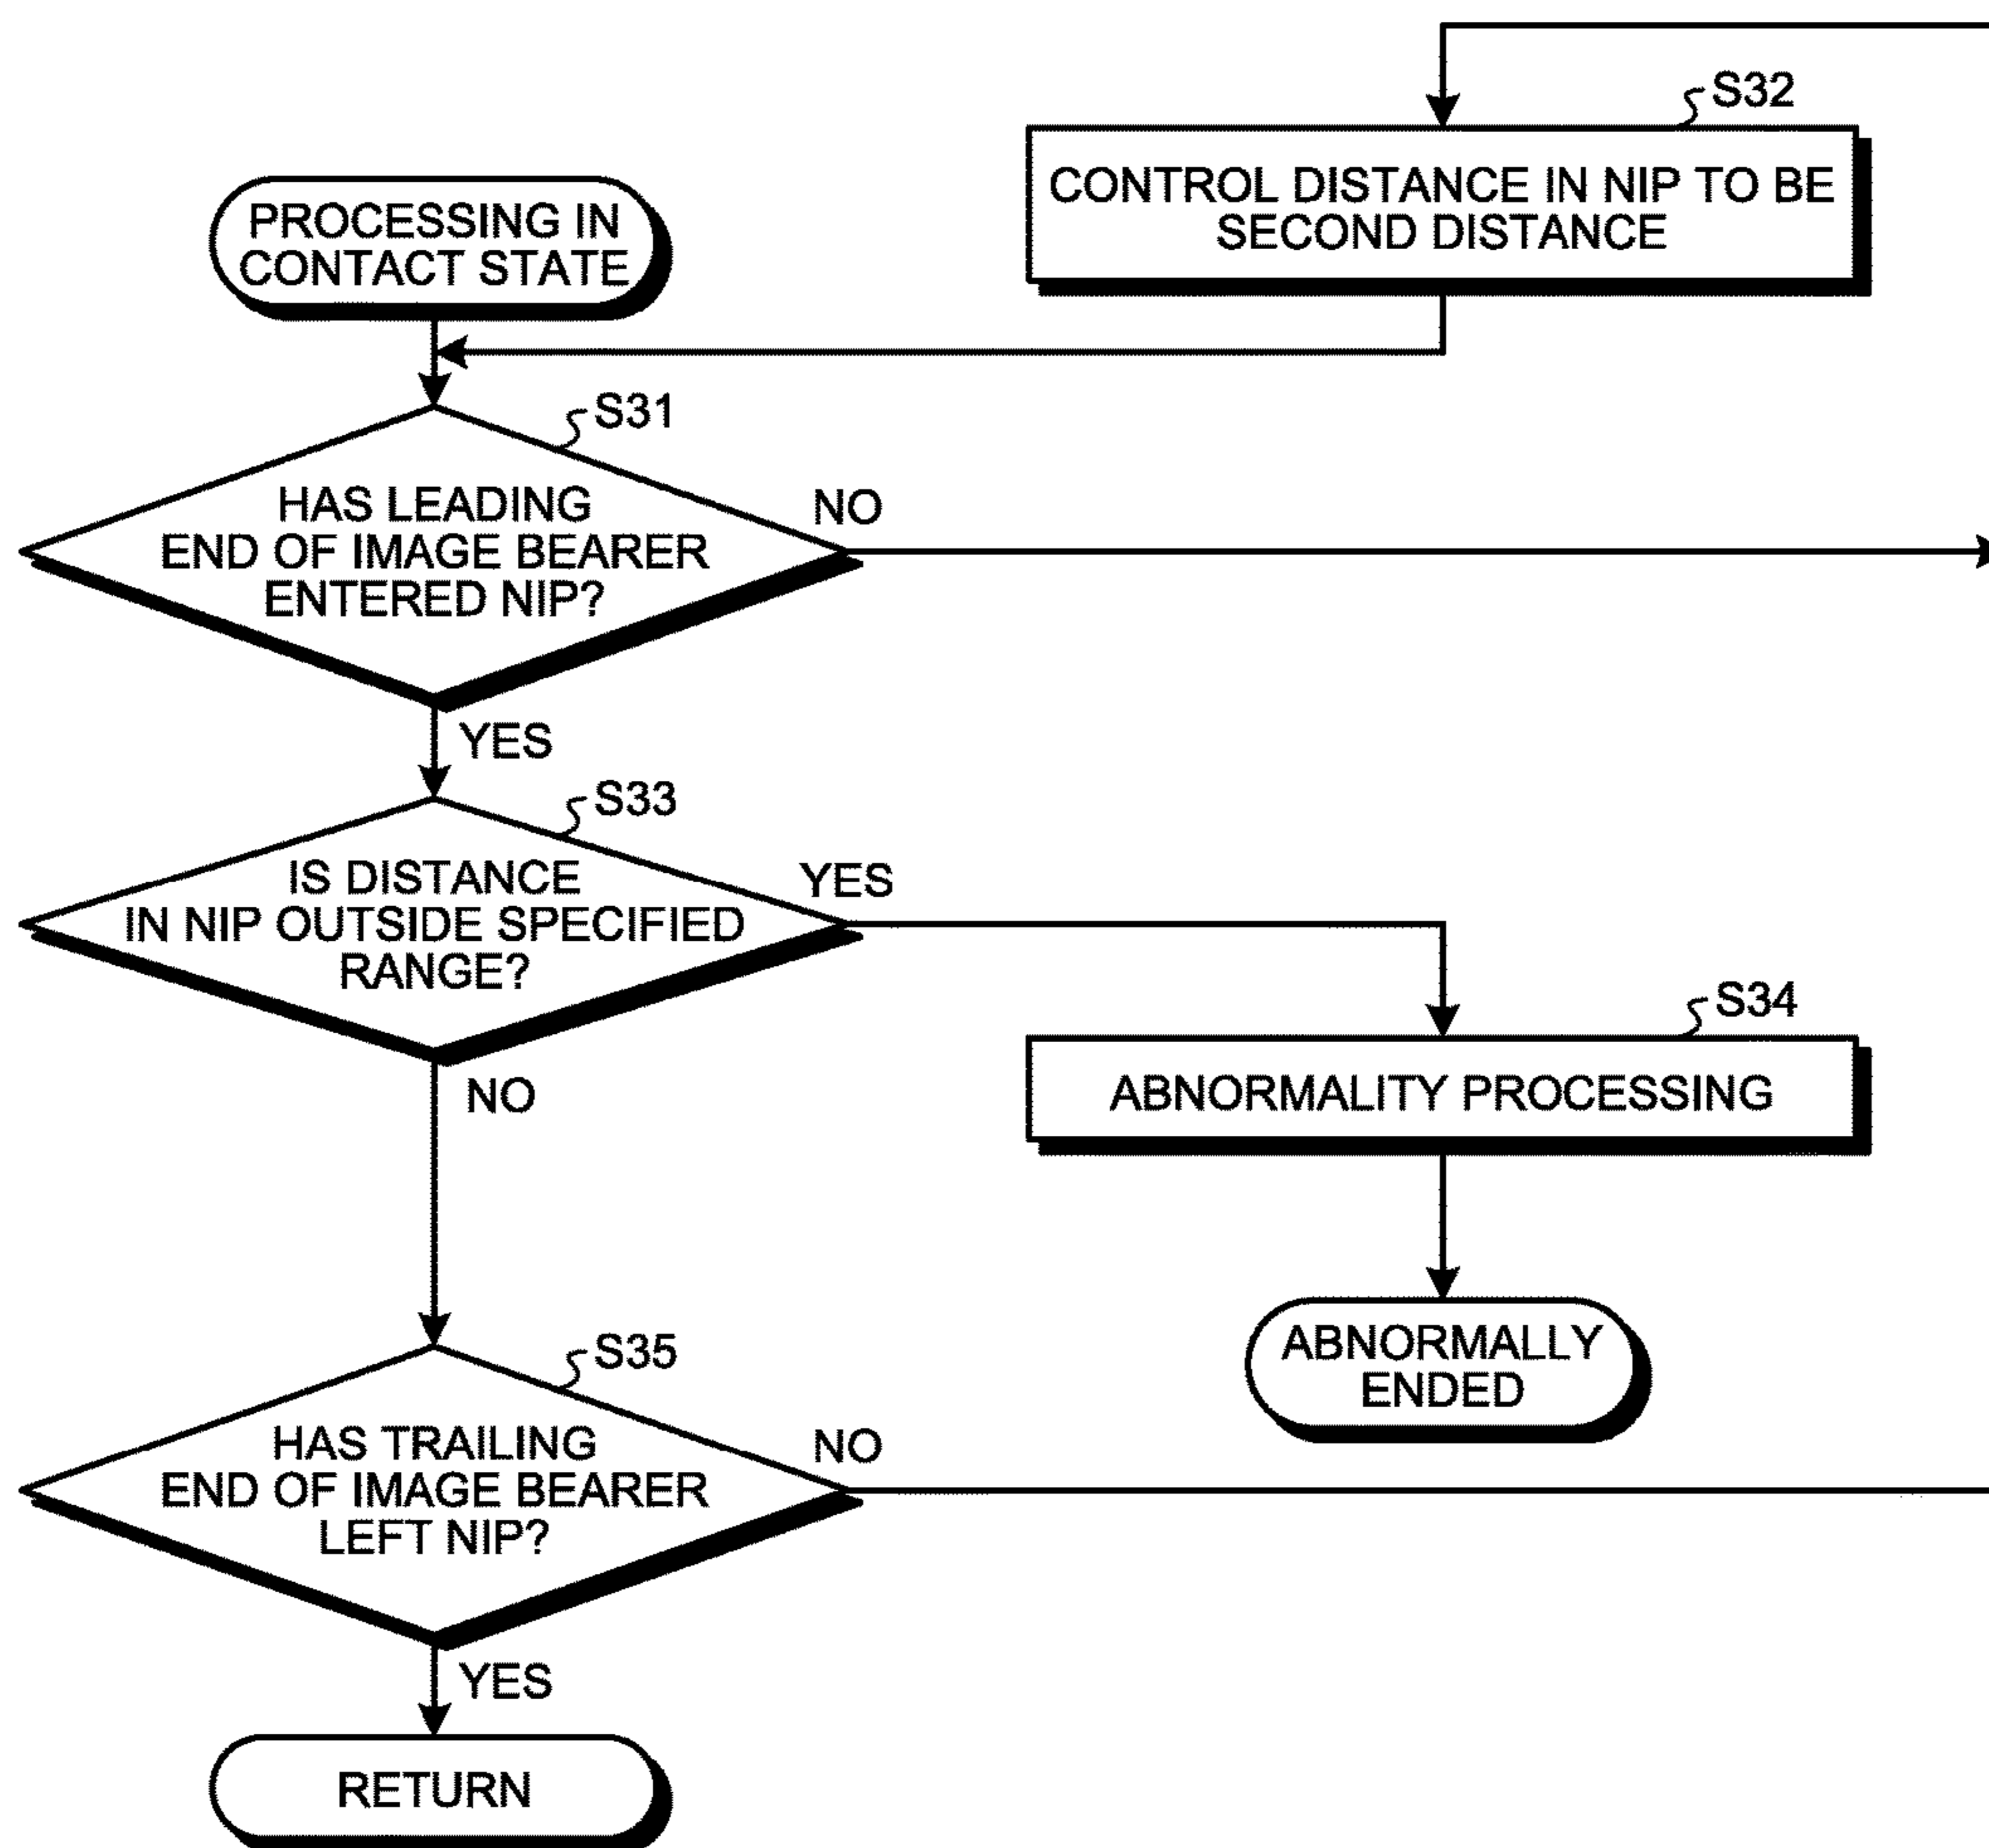 S32
CONTROL DISTANCE IN NIP TO BE
SECOND DISTANCE
PROCESSING IN
CONTACT STATE
S31
HAS LEADING
END OF IMAGE BEARER
ENTERED NIP?
NO
YES
S33
IS DISTANCE
IN NIP OUTSIDE SPECIFIED
RANGE?
YES
NO
S34
ABNORMALITY PROCESSING
ABNORMALLY
ENDED
S35
HAS TRAILING
END OF IMAGE BEARER
LEFT NIP?
NO
YES
RETURN